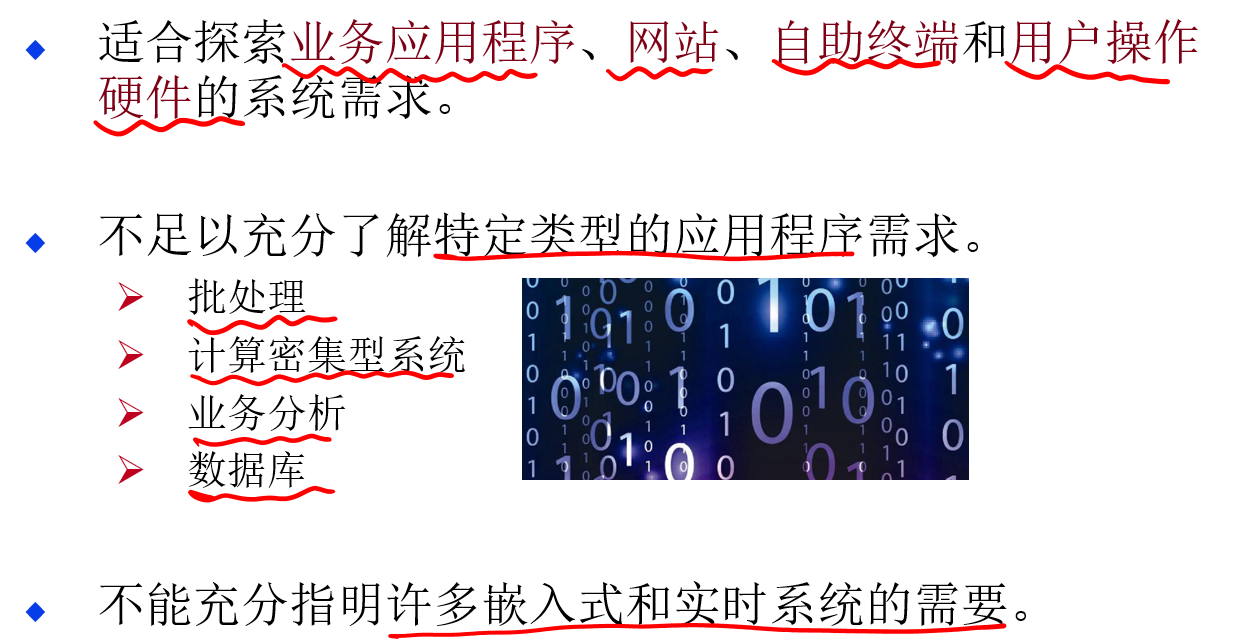 适合探索业务应用程序、网站、自助终端和用户操作
硬件的系统需求。
不足以充分了解特定类型的应用程序需求。
批处理
计算密集型系统
业务分析
数据库
不能充分指明许多嵌入式和实时系统的需要。